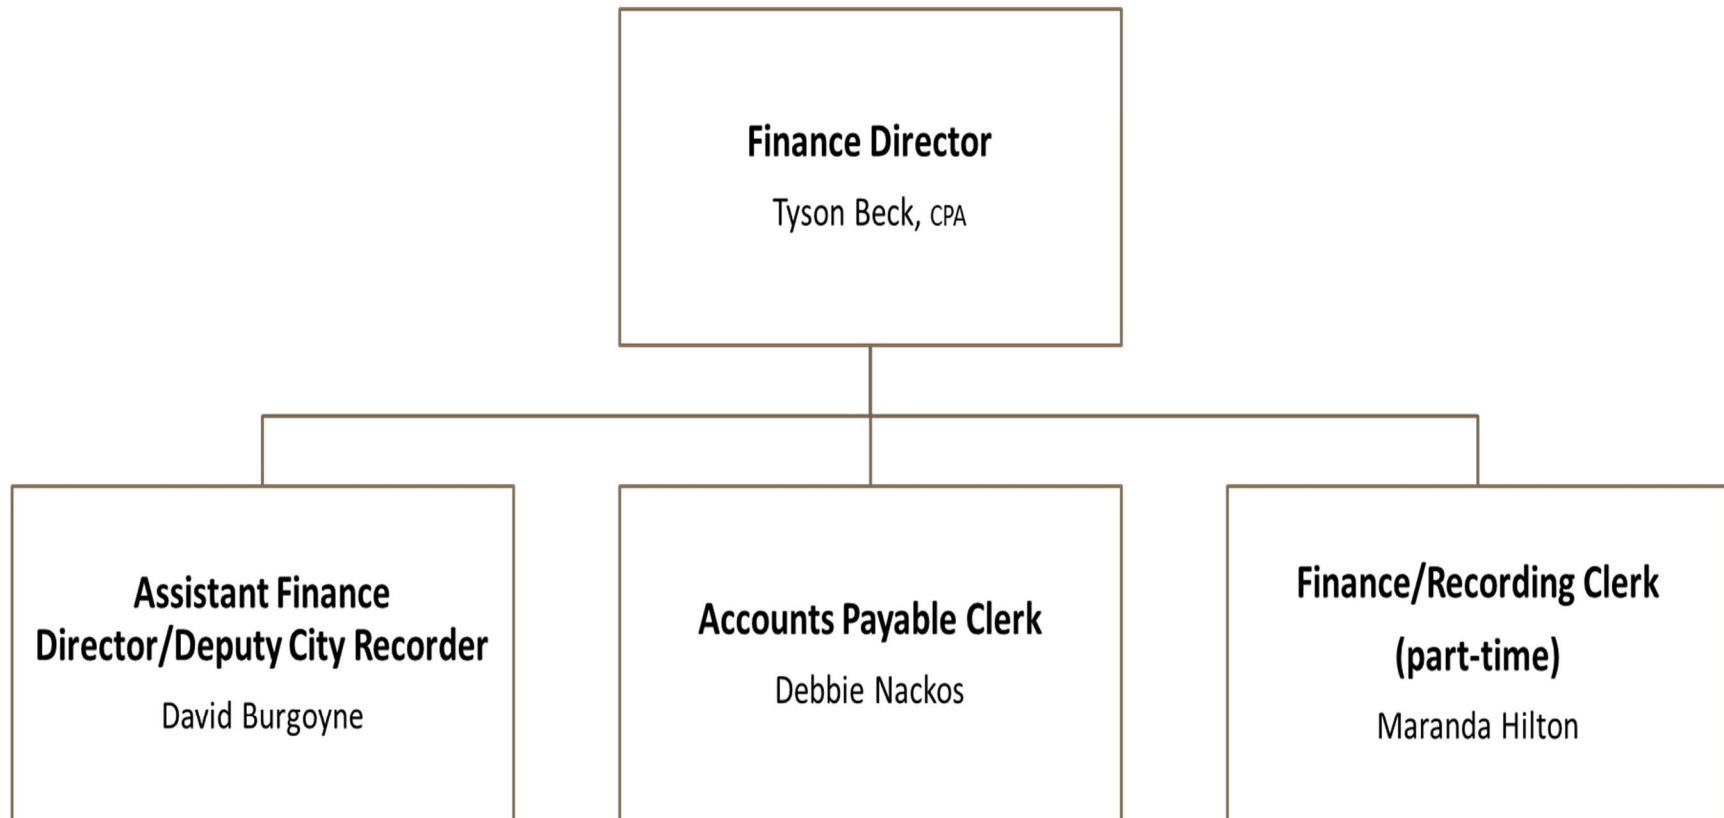 Finance Director
Tyson Beck, CPA
Assistant Finance
Director/Deputy City Recorder
David Burgoyne
Accounts Payable Clerk
Debbie Nackos
Finance/Recording Clerk
(part-time)
Maranda Hilton